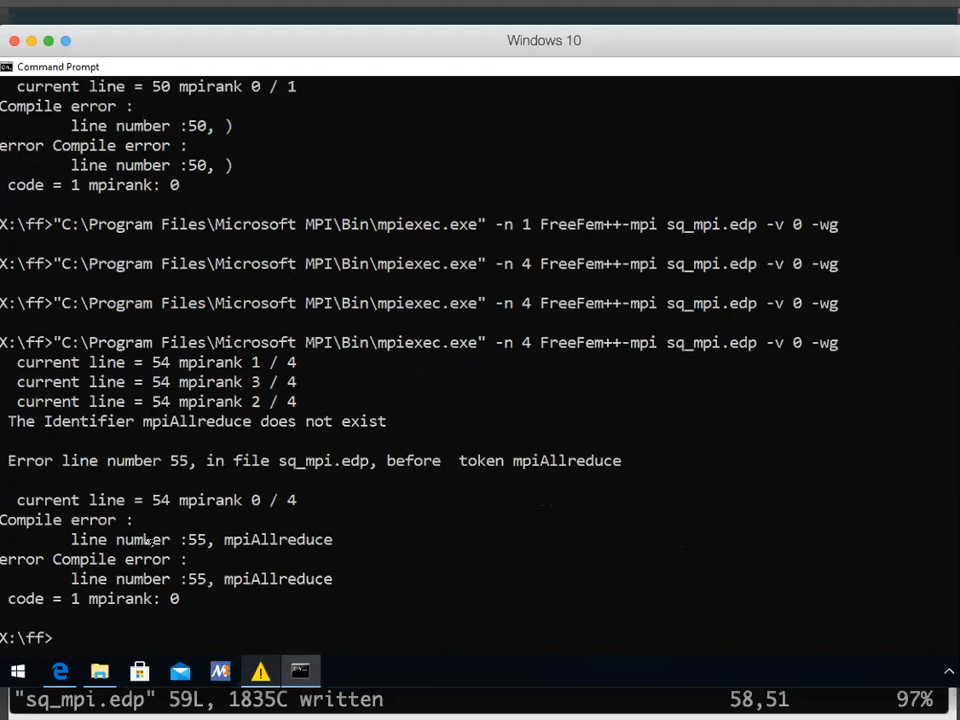 Windows 10
Command Prompt
current line = 50 mpirank 0 / 1
Compile error :
line number :50, )
error Compile error :
line number :50, )
code = 1 mpirank: 0
X:\ff>"C:\Program Files\Microsoft MPI\Bin\mpiexec.exe" -n 1 FreeFem++-mpi sq_mpi.edp -v 0 -wg
X:\ff>"C:\Program Files\Microsoft MPI\Bin\mpiexec.exe" -n 4 FreeFem++-mpi sq_mpi.edp -v 0 -wg
X:\ff>"C:\Program Files\Microsoft MPI\Bin\mpiexec.exe" -n 4 FreeFem++-mpi sq_mpi.edp -v 0 -wg
X:\ff>"C:\Program Files\Microsoft MPI\Bin\mpiexec.exe" -n 4 FreeFem++-mpi sq_mpi.edp -v 0 -wg
current line = 54 mpirank 1 / 4
current line = 54 mpirank 3 / 4
current line = 54 mpirank 2 / 4
The Identifier mpiAllreduce does not exist
Error line number 55, in file sq_mpi.edp, before  token mpiAllreduce
current line = 54 mpirank 0 / 4
Compile error :
line number :55, mpiAllreduce
error Compile error :
line number :55, mpiAllreduce
code = 1 mpirank: 0
X:\ff>
"sq_mpi.edp" 59L, 1835C written 58,51 97%